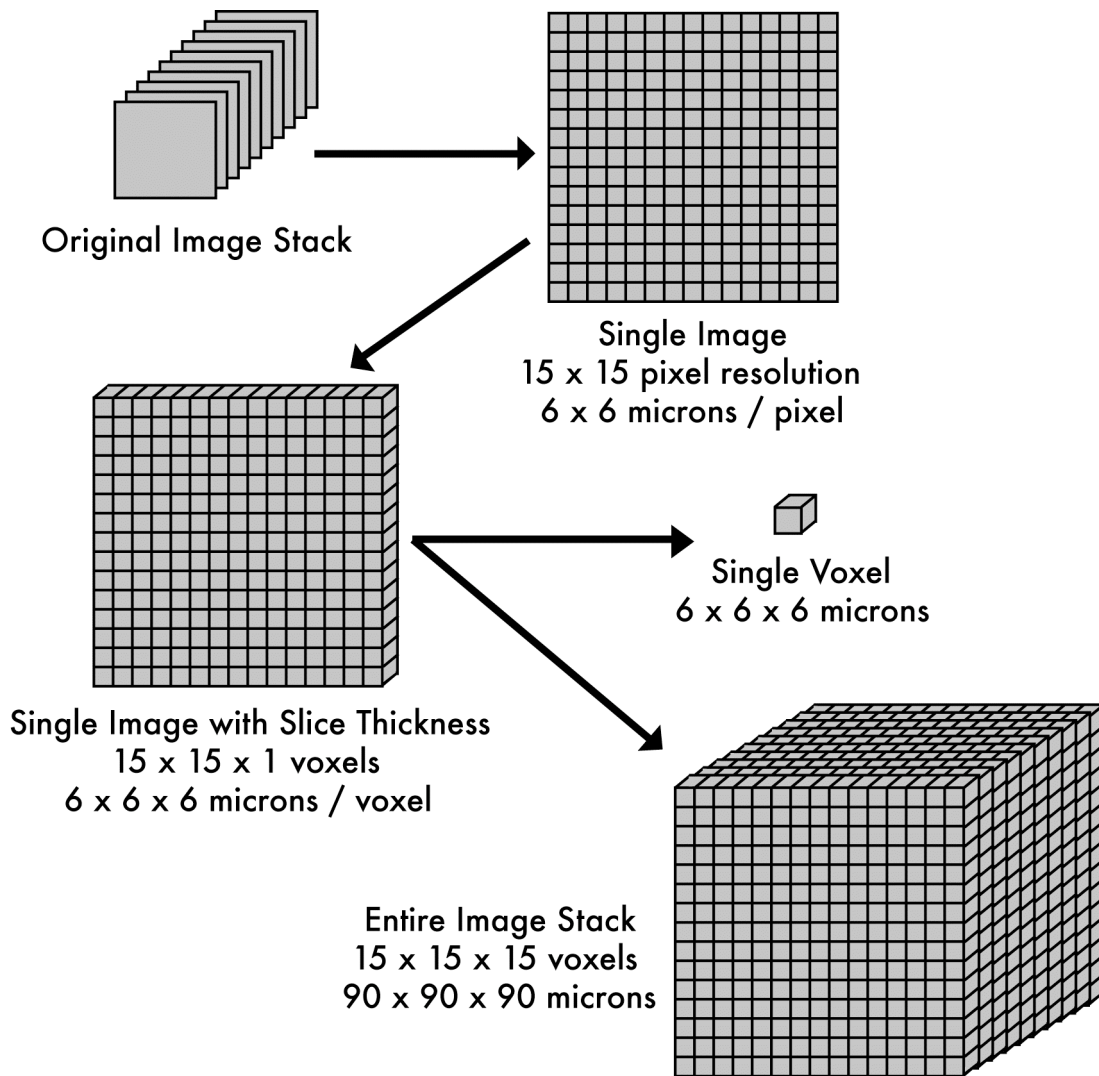 Original Image Stack
Single Image
15 x 15 pixel resolution
6 x 6 microns / pixel
Single Voxel
6 x 6 x 6 microns
Single Image with Slice Thickness
15 x 15 x 1 voxels
6 x 6 x 6 microns / voxel
Entire Image Stack
15 x 15 x 15 voxels
90 x 90 x 90 microns